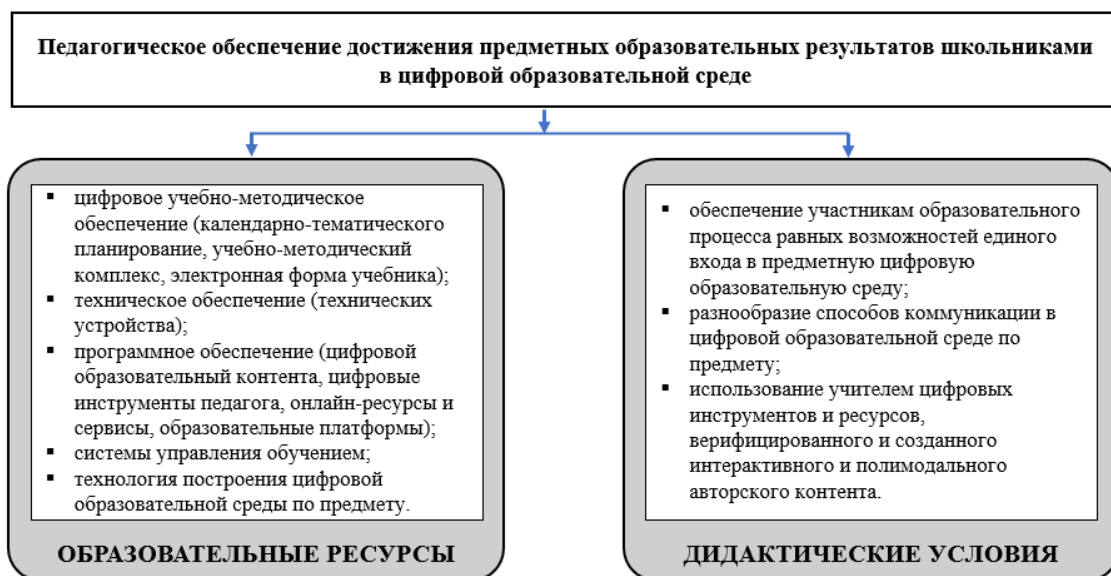 Педагогическое обеспечение достижения предметных образовательных результатов школьниками
в цифровой образовательной среде
▪ цифровое учебно-методическое
обеспечение (календарно-тематического
планирование, учебно-методический
комплекс, электронная форма учебника);
▪ техническое обеспечение (технических
устройства);
▪ программное обеспечение (цифровой
образовательный контента, цифровые
инструменты педагога, онлайн-ресурсы и
сервисы, образовательные платформы);
▪ системы управления обучением;
▪ технология построения цифровой
образовательной среды по предмету.
ОБРАЗОВАТЕЛЬНЫЕ РЕСУРСЫ
▪ обеспечение участникам образовательного
процесса равных возможностей единого
входа в предметную цифровую
образовательную среду;
▪ разнообразие способов коммуникации в
цифровой образовательной среде по
предмету;
▪ использование учителем цифровых
инструментов и ресурсов,
верифицированного и созданного
интерактивного и полимодального
авторского контента.
ДИДАКТИЧЕСКИЕ УСЛОВИЯ